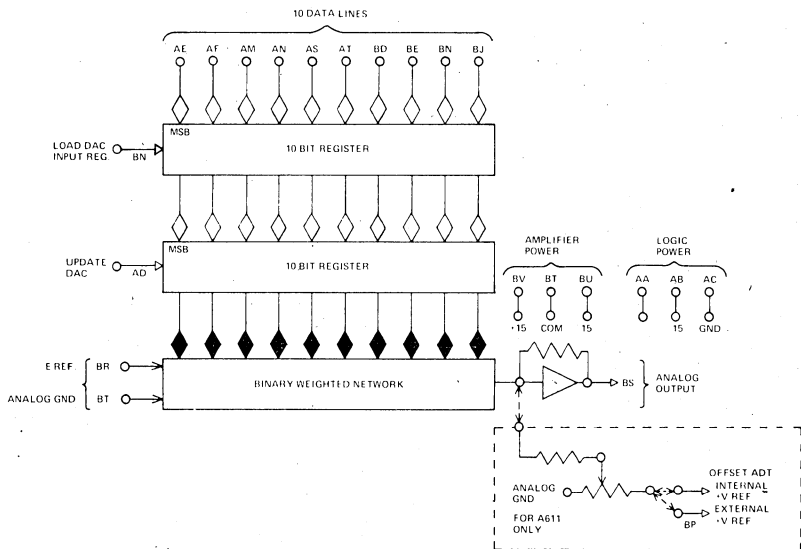 10 DATA LINES
AE AF AM AN AS AT BD BE BN BJ
MSB
LOAD DAC
INPUT REG.
BN
10 BIT REGISTER
MSB
UPDATE
DAC
AD
10 BIT REGISTER
AMPLIFIER
POWER
LOGIC
POWER
BV BT BU AA AB AC
+15 COM 15 15 GND
E REF. BR
ANALOG GND BT
BINARY WEIGHTED NETWORK
BS
ANALOG
OUTPUT
OFFSET ADT
INTERNAL
+V REF
EXTERNAL
+V REF
BP
ANALOG
GND
FOR A611
ONLY